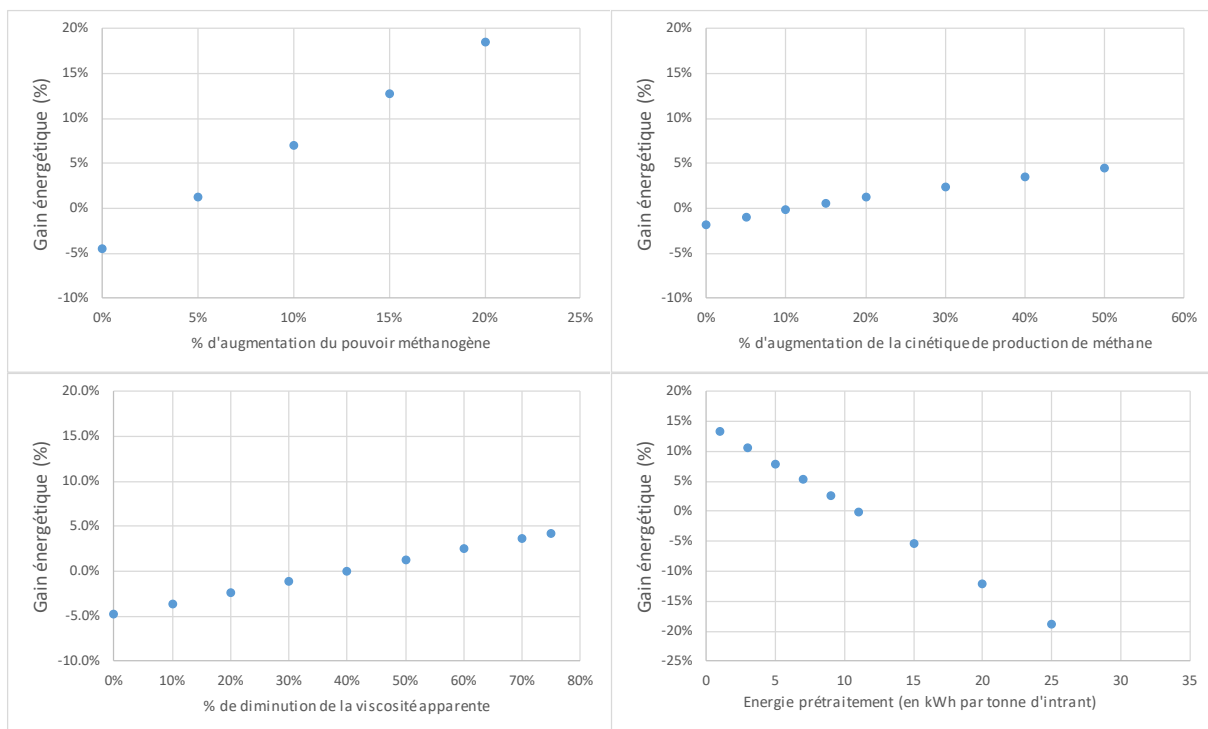 20%
15%
10%
5%
0%
-5%
-10%
Gain énergétique (%)
0% 5% 10% 15% 20% 25%
% d'augmentation du pouvoir méthanogène
20%
15%
10%
5%
0%
-5%
-10%
Gain énergétique (%)
0% 10% 20% 30% 40% 50% 60%
% d'augmentation de la cinétique de production de méthane
20.0%
15.0%
10.0%
5.0%
0.0%
-5.0%
-10.0%
Gain énergétique (%)
0% 10% 20% 30% 40% 50% 60% 70% 80%
% de diminution de la viscosité apparente
20%
15%
10%
5%
0%
-5%
-10%
-15%
-20%
-25%
Gain énergétique (%)
0 5 10 15 20 25 30 35
Energie prétraitement (en kWh par tonne d'intrant)